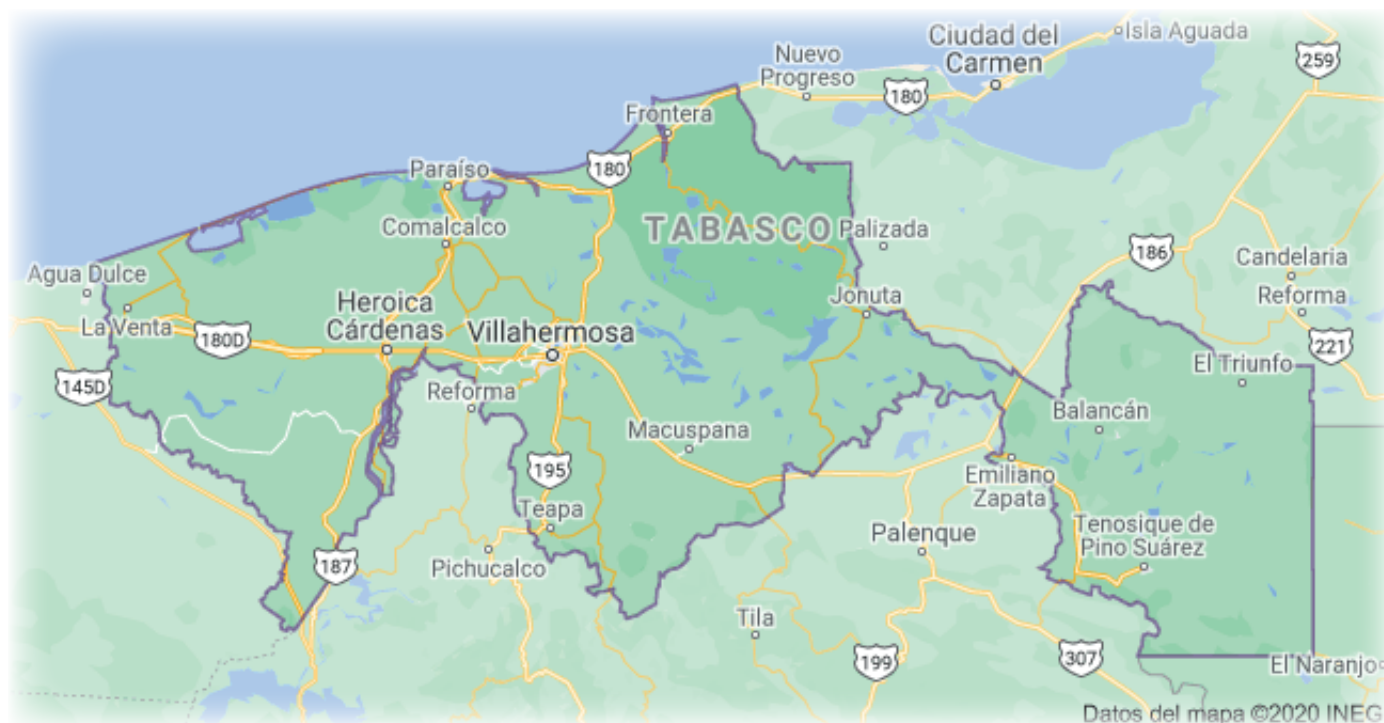 Isla Aguada
Ciudad del
Carmen
Nuevo
Progreso
259
180
Frontera
180
Paraíso
TABASCO
Palizada
Comalcalco
186
Candelaria
Agua Dulce
Jonuta
Reforma
La Venta
Heroica
Cárdenas
Villahermosa
180D
221
El Triunfo
145D
Reforma
Balancán
Macuspana
195
Emiliano
Zapata
Teapa
Tenosique de
Pino Suárez
Palenque
187
Pichucalco
Tila
199
307
El Naranjo
Datos del mapa ©2020 INEG